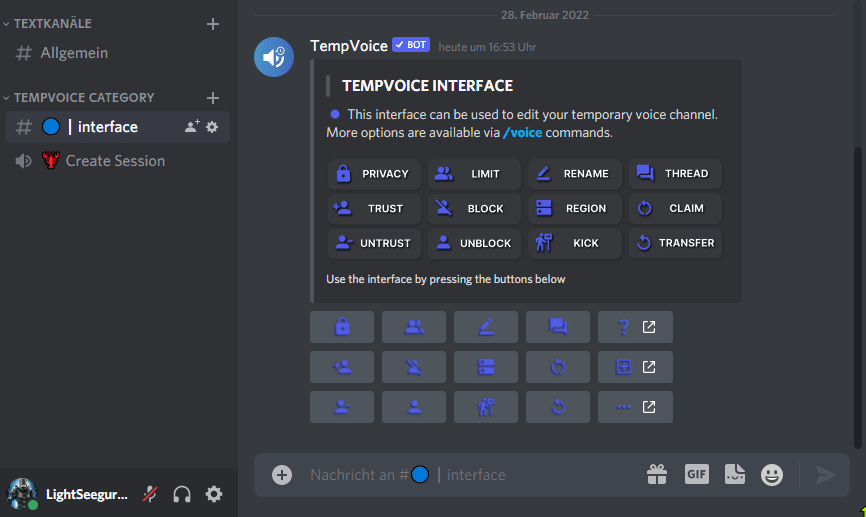 TEXTKANÄLE
Allgemein
TEMPVOICE CATEGORY
| interface
Create Session
LightSeegur...
28. Februar 2022
TempVoice BOT heute um 16:53 Uhr
TEMPVOICE INTERFACE
This interface can be used to edit your temporary voice channel.
More options are available via /voice commands.
PRIVACY LIMIT RENAME THREAD
TRUST BLOCK REGION CLAIM
UNTRUST UNBLOCK KICK TRANSFER
Use the interface by pressing the buttons below
Nachricht an # | interface
GIF